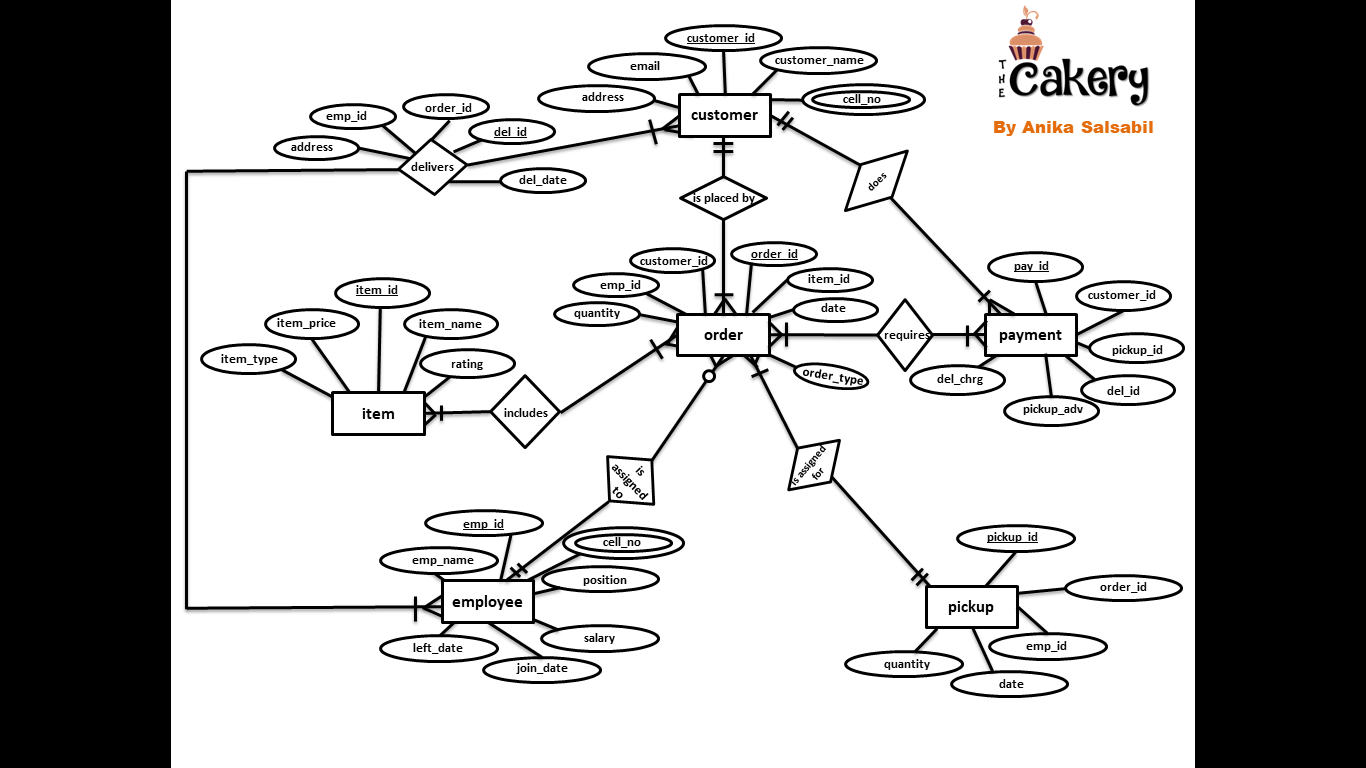 THE
Cakery
By Anika Salsabil
customer_id
email
customer_name
address
cell_no
customer
order_id
emp_id
del_id
address
delivers
del_date
is placed by
does
customer_id
order_id
emp_id
item_id
quantity
date
order
order_type
requires
pay_id
customer_id
payment
pickup_id
del_chrg
del_id
pickup_adv
item_id
item_price
item_name
item_type
rating
item
includes
is
assigned
to
is assigned
for
emp_id
cell_no
emp_name
position
employee
salary
left_date
join_date
pickup_id
order_id
pickup
emp_id
quantity
date